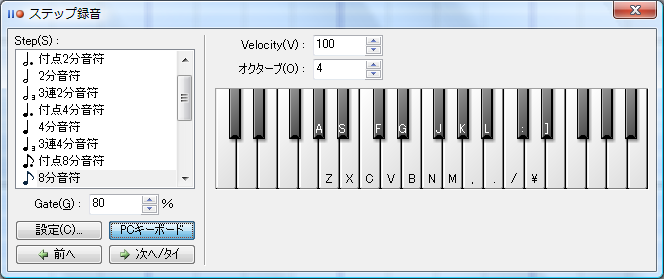 ステップ録音
Step(S) :
付点2分音符
2分音符
3連2分音符
付点4分音符
4分音符
3連4分音符
付点8分音符
8分音符
Gate(G) : 80 %
設定(C)... PCキーボード
前へ 次へ/タイ
Velocity(V) : 100
オクターブ(O) : 4
A S F G J K L : ]
Z X C V B N M , . / ¥